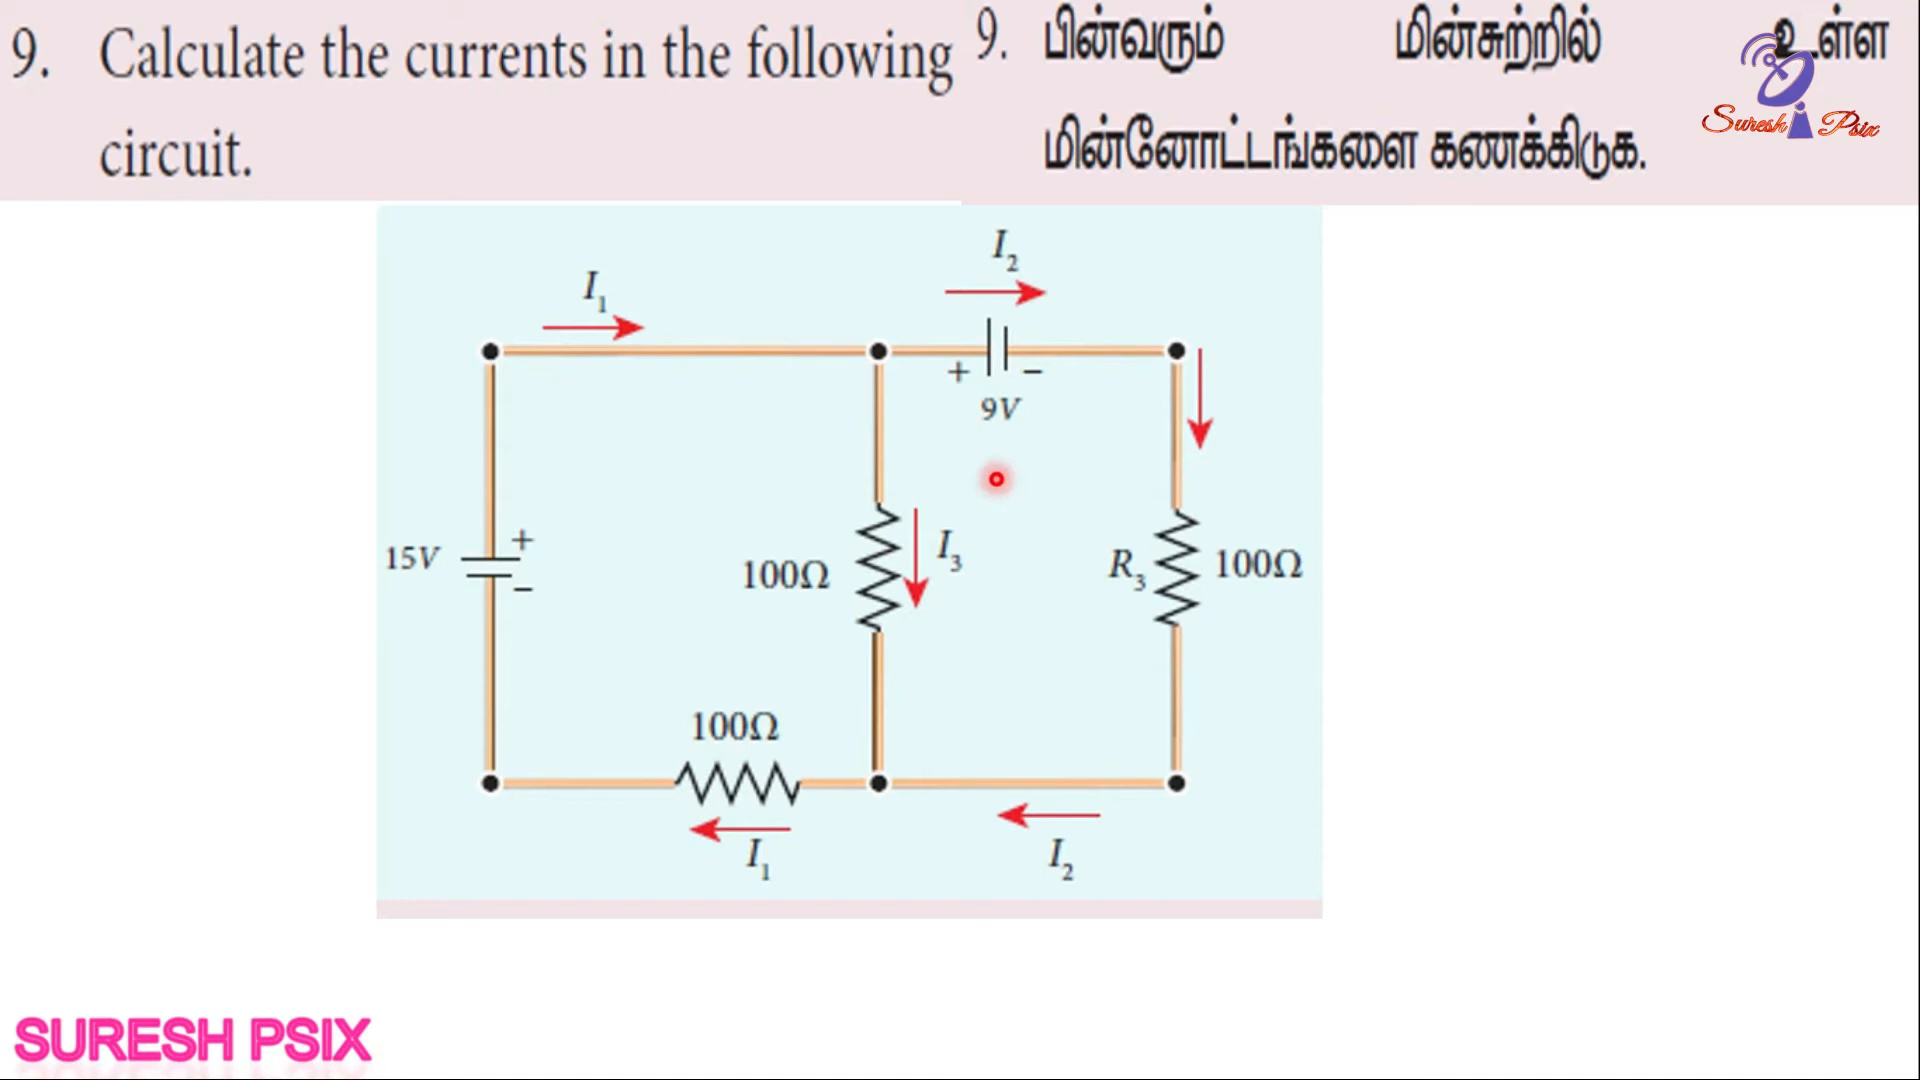 9. Calculate the currents in the following
circuit.
9. பின்வரும் மின்சுற்றில் உள்ள
மின்னோட்டங்களை கணக்கிடுக.
Suresh Psix
I₂
I₁
+ −
9V
15V
+
−
100Ω
I₃
R₃
100Ω
100Ω
I₁
I₂
SURESH PSIX